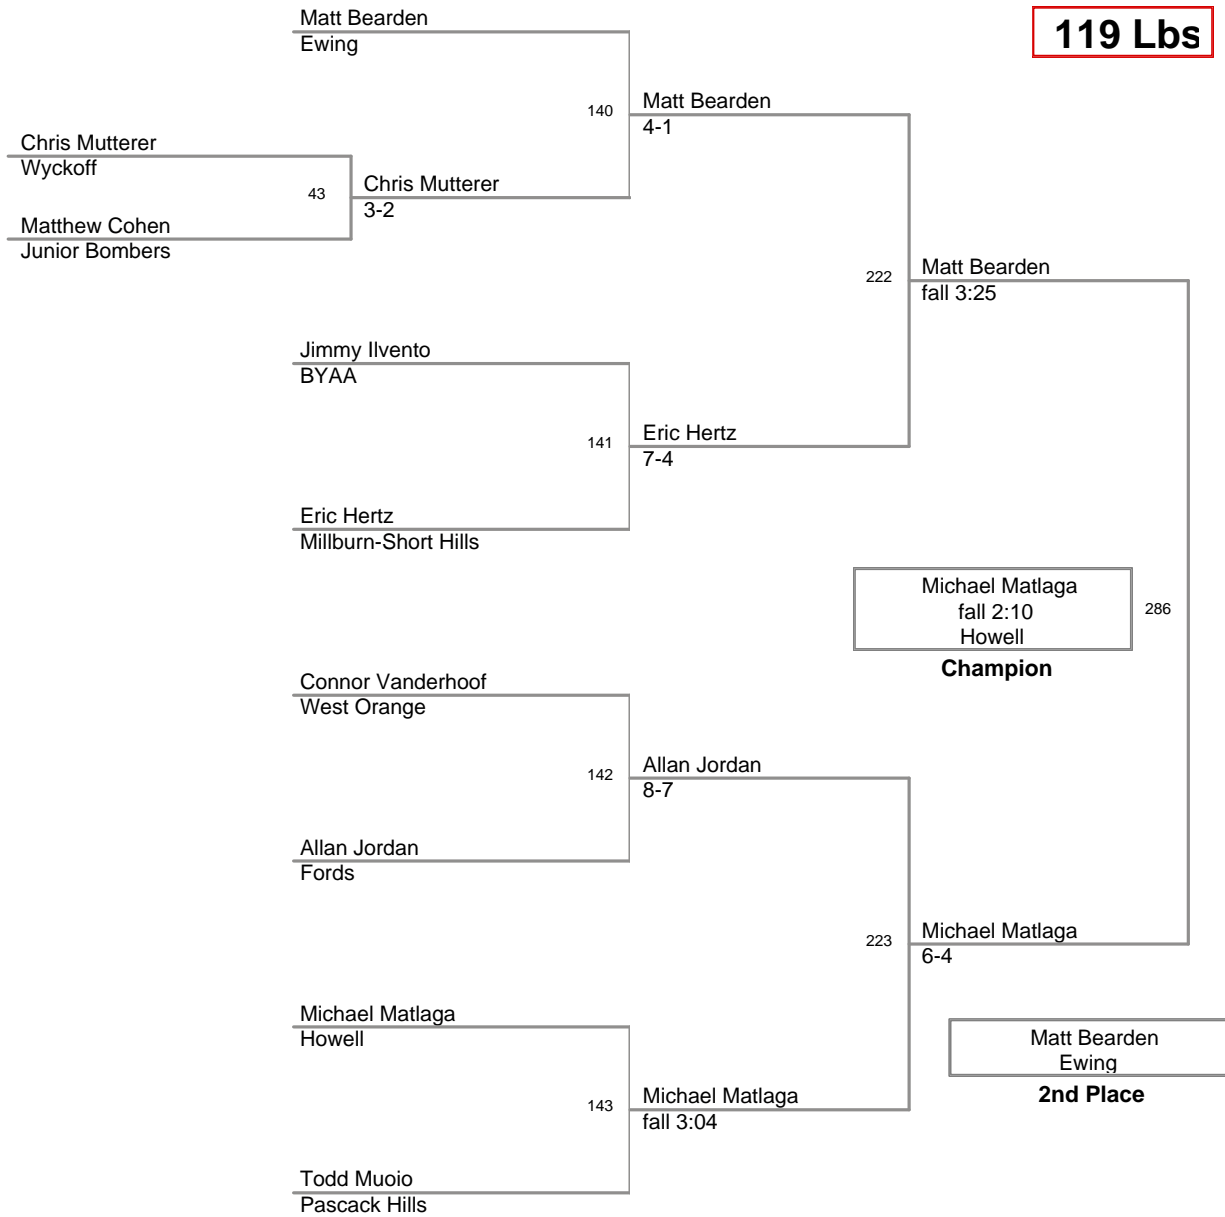 Matt Bearden
Ewing
119 Lbs
140
Matt Bearden
4-1
Chris Mutterer
Wyckoff
43
Chris Mutterer
3-2
Matthew Cohen
Junior Bombers
222
Matt Bearden
fall 3:25
Jimmy Ilvento
BYAA
141
Eric Hertz
7-4
Eric Hertz
Millburn-Short Hills
Michael Matlaga
fall 2:10
Howell
286
Champion
Connor Vanderhoof
West Orange
142
Allan Jordan
8-7
Allan Jordan
Fords
223
Michael Matlaga
6-4
Michael Matlaga
Howell
Matt Bearden
Ewing
2nd Place
143
Michael Matlaga
fall 3:04
Todd Muoio
Pascack Hills